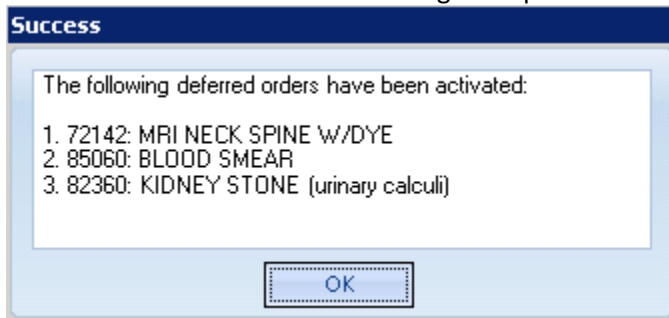 Success
The following deferred orders have been activated:
1. 72142: MRI NECK SPINE W/DYE
2. 85060: BLOOD SMEAR
3. 82360: KIDNEY STONE (urinary calculi)
OK